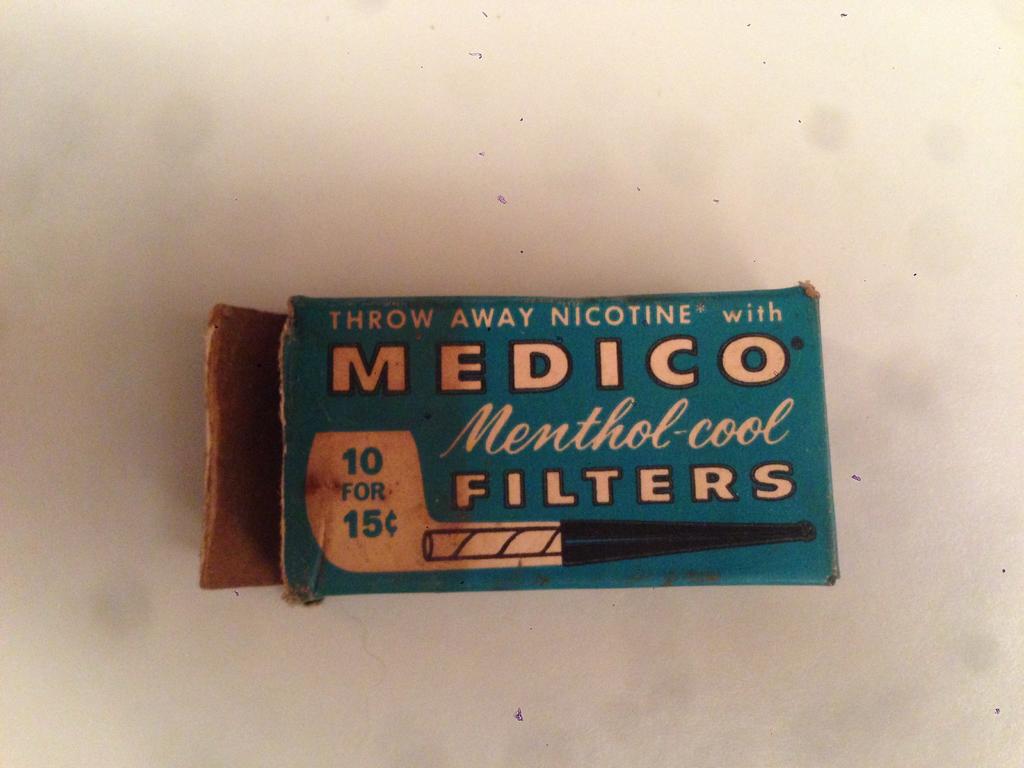 THROW AWAY NICOTINE* with
MEDICO®
Menthol-cool
FILTERS
10
FOR
15¢